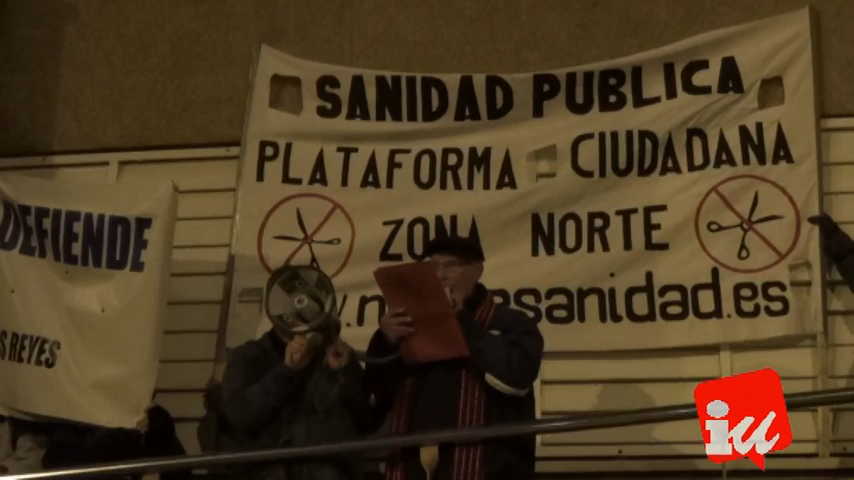 SANIDAD PUBLICA
PLATAFORMA CIUDADANA
ZONA NORTE
sanidad.es
DEFIENDE
S REYES
iu